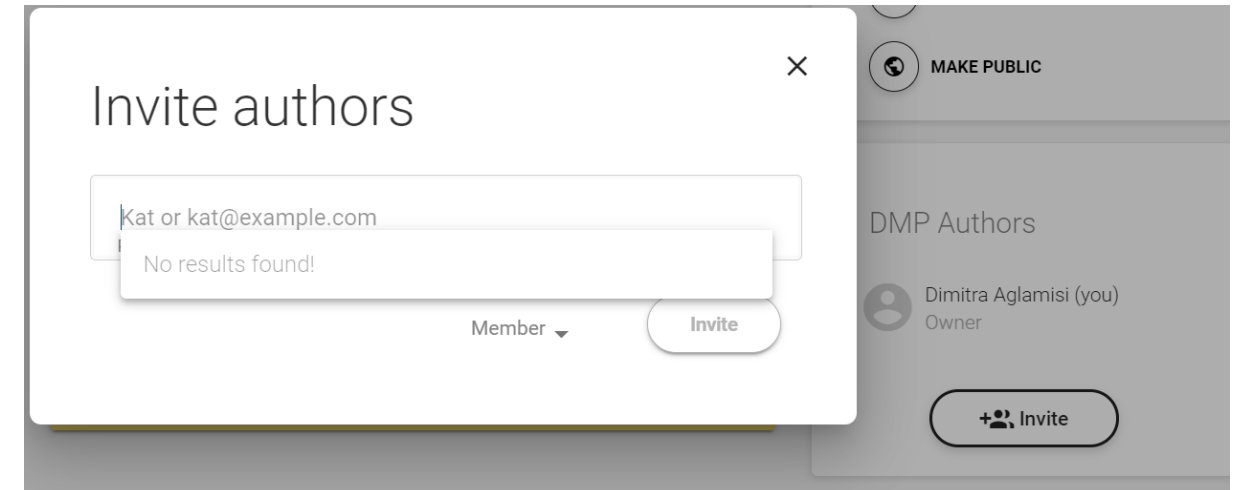 Invite authors
Kat or kat@example.com
No results found!
Member
Invite
MAKE PUBLIC
DMP Authors
Dimitra Aglamisi (you)
Owner
Invite